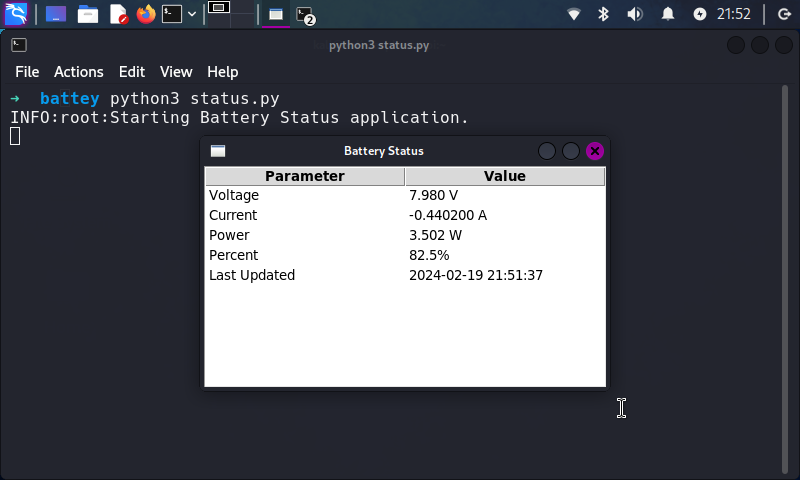 2
21:52
python3 status.py
File Actions Edit View Help
→ battey python3 status.py
INFO:root:Starting Battery Status application.
Battery Status
Parameter Value
Voltage 7.980 V
Current -0.440200 A
Power 3.502 W
Percent 82.5%
Last Updated 2024-02-19 21:51:37